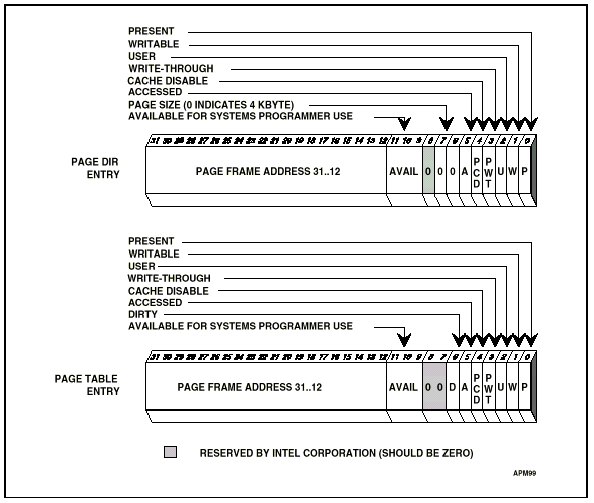 PRESENT
WRITABLE
USER
WRITE-THROUGH
CACHE DISABLE
ACCESSED
PAGE SIZE (0 INDICATES 4 KBYTE)
AVAILABLE FOR SYSTEMS PROGRAMMER USE
31 30 29 28 27 26 25 24 23 22 21 20 19 18 17 16 15 14 13 12 11 10 9 8 7 6 5 4 3 2 1 0
PAGE DIR
ENTRY
PAGE FRAME ADDRESS 31..12 AVAIL 0 0 0 A PCD PWT U W P
PRESENT
WRITABLE
USER
WRITE-THROUGH
CACHE DISABLE
ACCESSED
DIRTY
AVAILABLE FOR SYSTEMS PROGRAMMER USE
31 30 29 28 27 26 25 24 23 22 21 20 19 18 17 16 15 14 13 12 11 10 9 8 7 6 5 4 3 2 1 0
PAGE TABLE
ENTRY
PAGE FRAME ADDRESS 31..12 AVAIL 0 0 D A PCD PWT U W P
RESERVED BY INTEL CORPORATION (SHOULD BE ZERO)
APM99